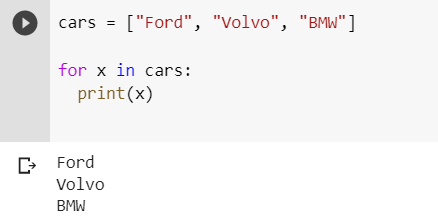 cars = ["Ford", "Volvo", "BMW"]
for x in cars:
  print(x)
Ford
Volvo
BMW